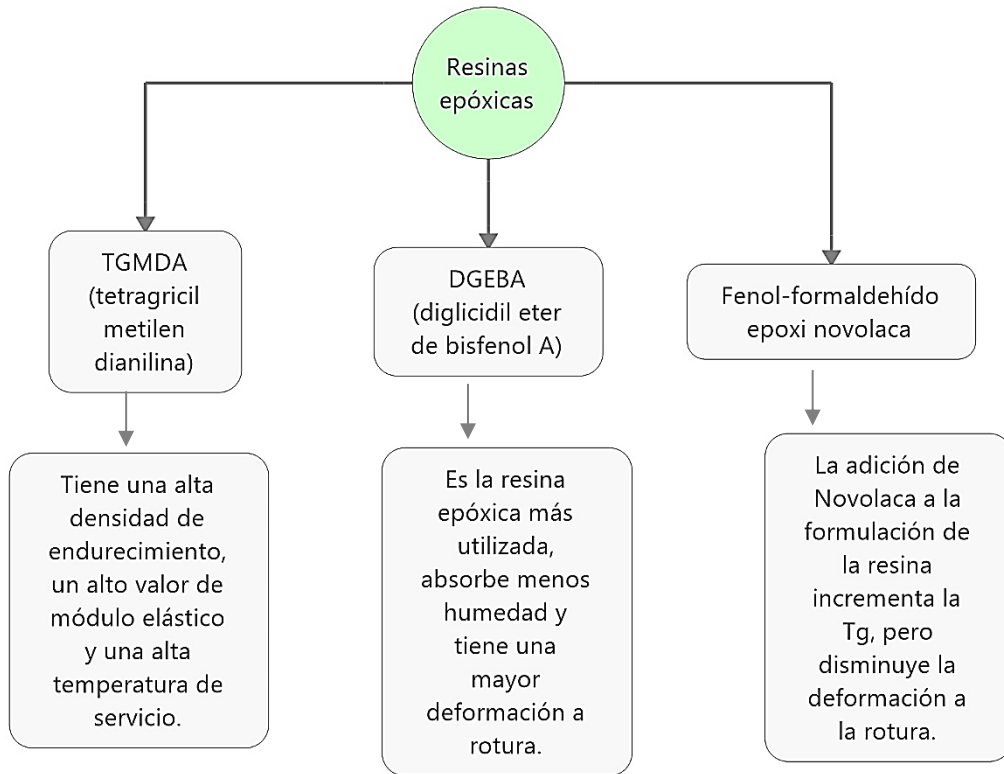 Resinas
epóxicas
TGMDA
(tetragricil
metilen
dianilina)
DGEBA
(diglicidil eter
de bisfenol A)
Fenol-formaldehído
epoxi novolaca
Tiene una alta
densidad de
endurecimiento,
un alto valor de
módulo elástico
y una alta
temperatura de
servicio.
Es la resina
epóxica más
utilizada,
absorbe menos
humedad y
tiene una
mayor
deformación a
rotura.
La adición de
Novolaca a la
formulación de
la resina
incrementa la
Tg, pero
disminuye la
deformación a
la rotura.